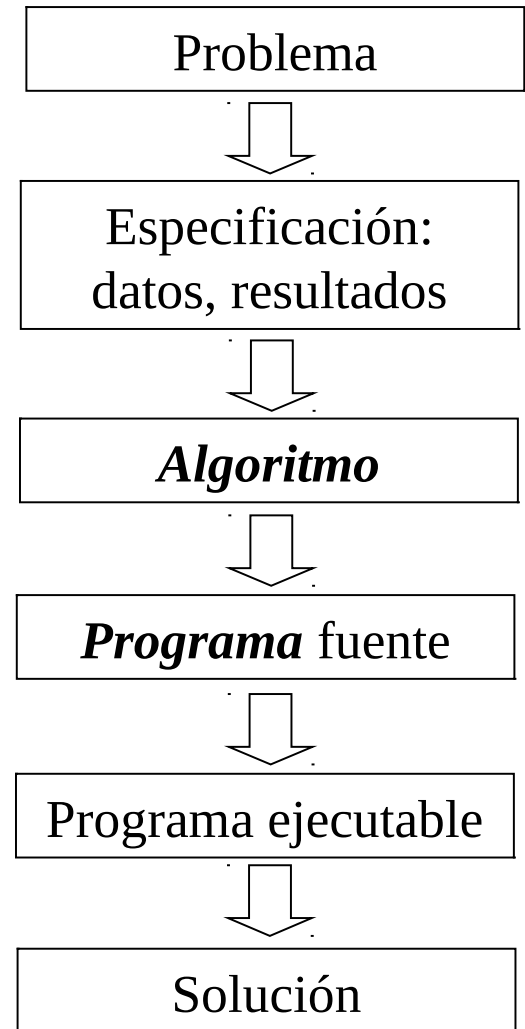 Problema
Especificación:
datos, resultados
Algoritmo
Programa fuente
Programa ejecutable
Solución